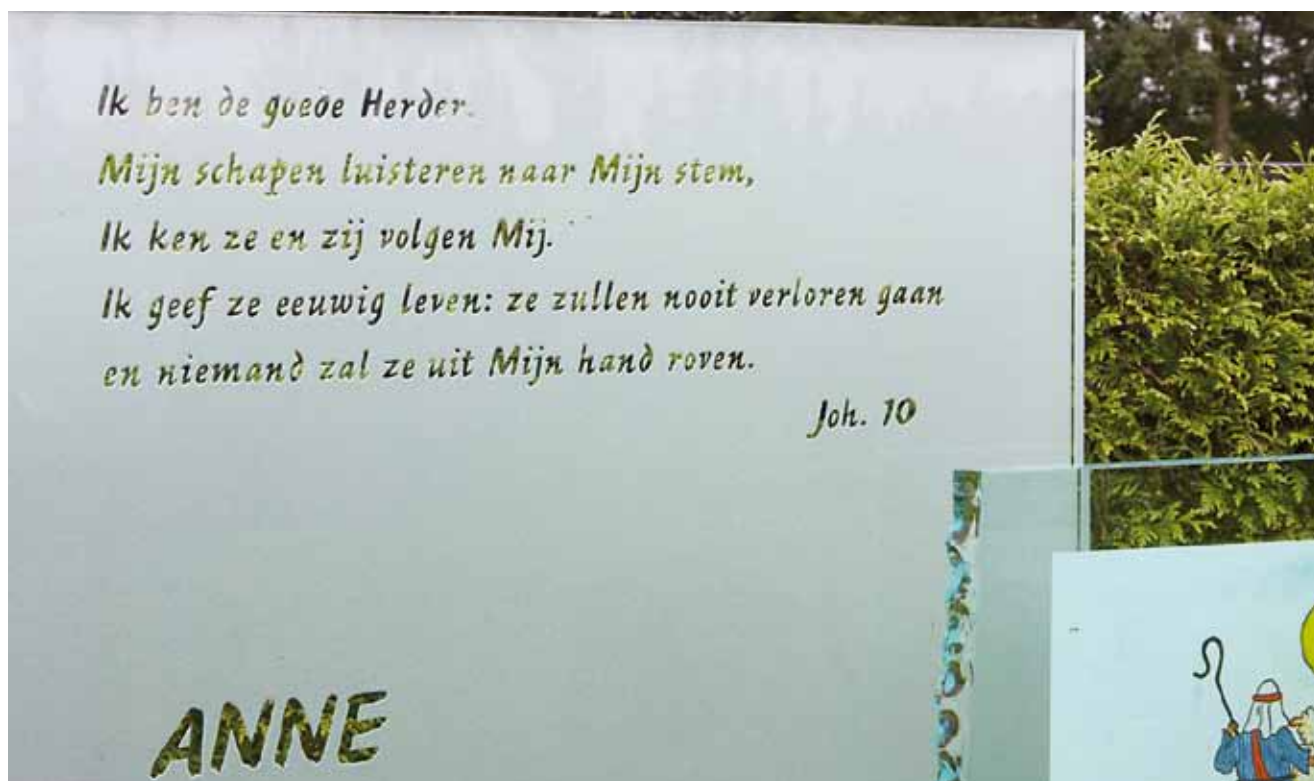 Ik ben de goede Herder.
Mijn schapen luisteren naar Mijn stem,
Ik ken ze en zij volgen Mij.
Ik geef ze eeuwig leven: ze zullen nooit verloren gaan
en niemand zal ze uit Mijn hand roven.
Joh. 10
ANNE